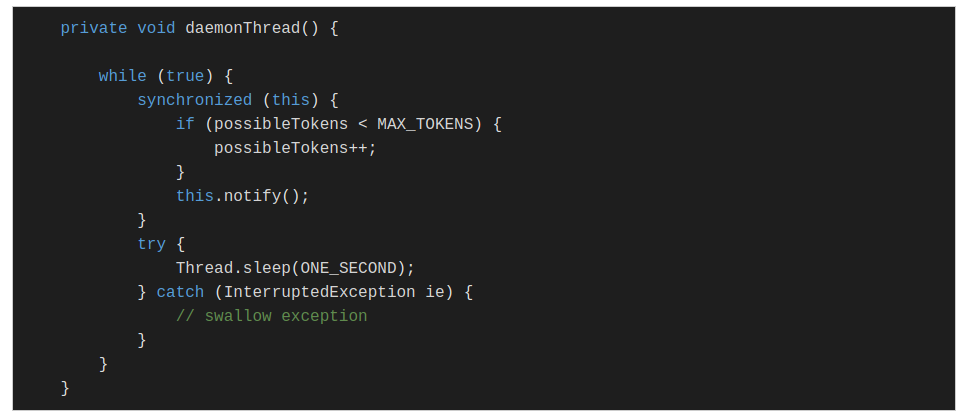 private void daemonThread() {
while (true) {
synchronized (this) {
if (possibleTokens < MAX_TOKENS) {
possibleTokens++;
}
this.notify();
}
try {
Thread.sleep(ONE_SECOND);
} catch (InterruptedException ie) {
// swallow exception
}
}
}